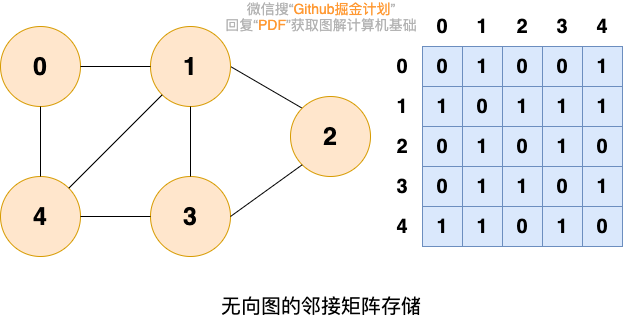 微信搜"Github掘金计划"
回复"PDF"获取图解计算机基础
0 1 2 3 4
0 1 2 4 3
0 0 1 0 0 1
1 1 0 1 1 1
2 0 1 0 1 0
3 0 1 1 0 1
4 1 1 0 1 0
无向图的邻接矩阵存储